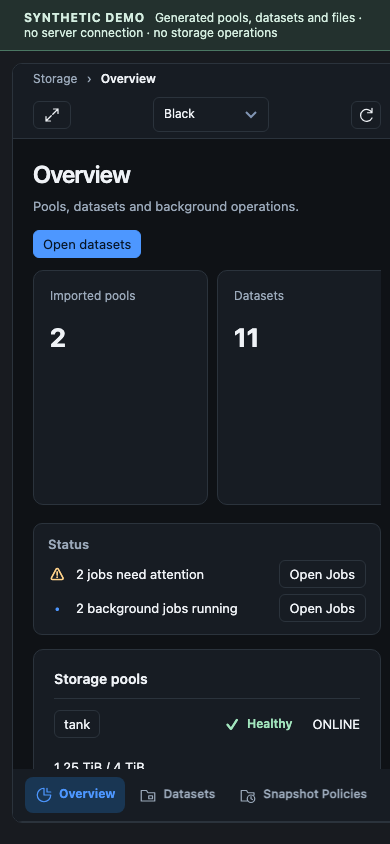 SYNTHETIC DEMO Generated pools, datasets and files ·
no server connection · no storage operations
Storage › Overview
Black
Overview
Pools, datasets and background operations.
Open datasets
Imported pools
2
Datasets
11
Status
2 jobs need attention
Open Jobs
2 background jobs running
Open Jobs
Storage pools
tank
Healthy
ONLINE
1.25 TiB / 4 TiB
Overview
Datasets
Snapshot Policies